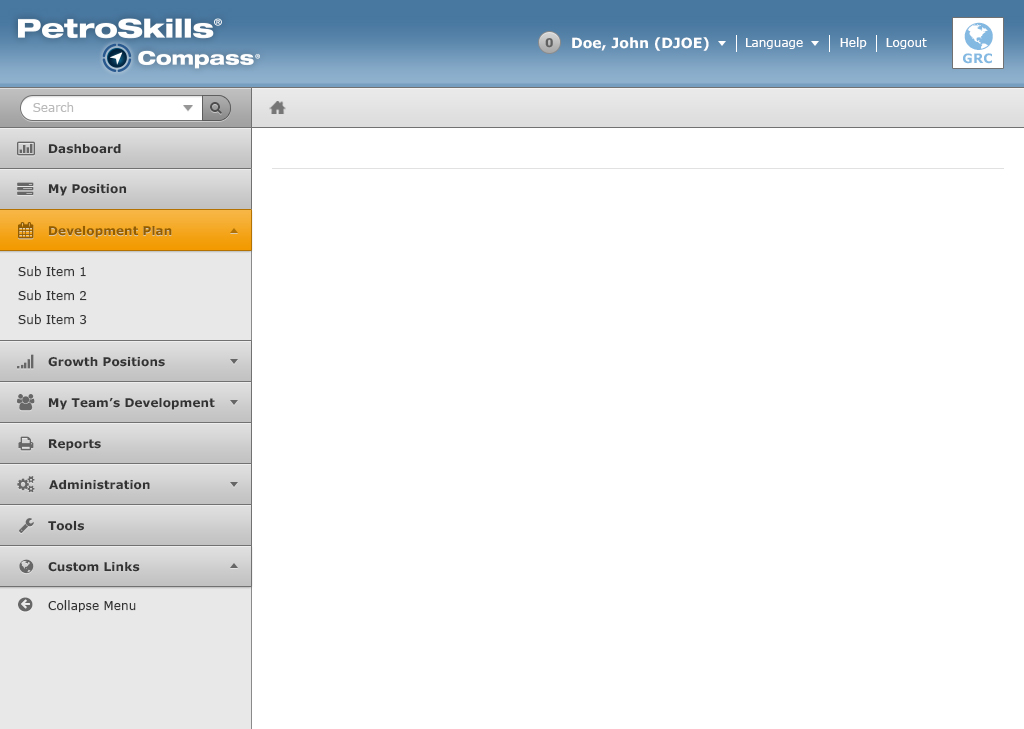 PetroSkills®
Compass®
0 Doe, John (DJOE) Language Help Logout
GRC
Search
Dashboard
My Position
Development Plan
Sub Item 1
Sub Item 2
Sub Item 3
Growth Positions
My Team’s Development
Reports
Administration
Tools
Custom Links
Collapse Menu